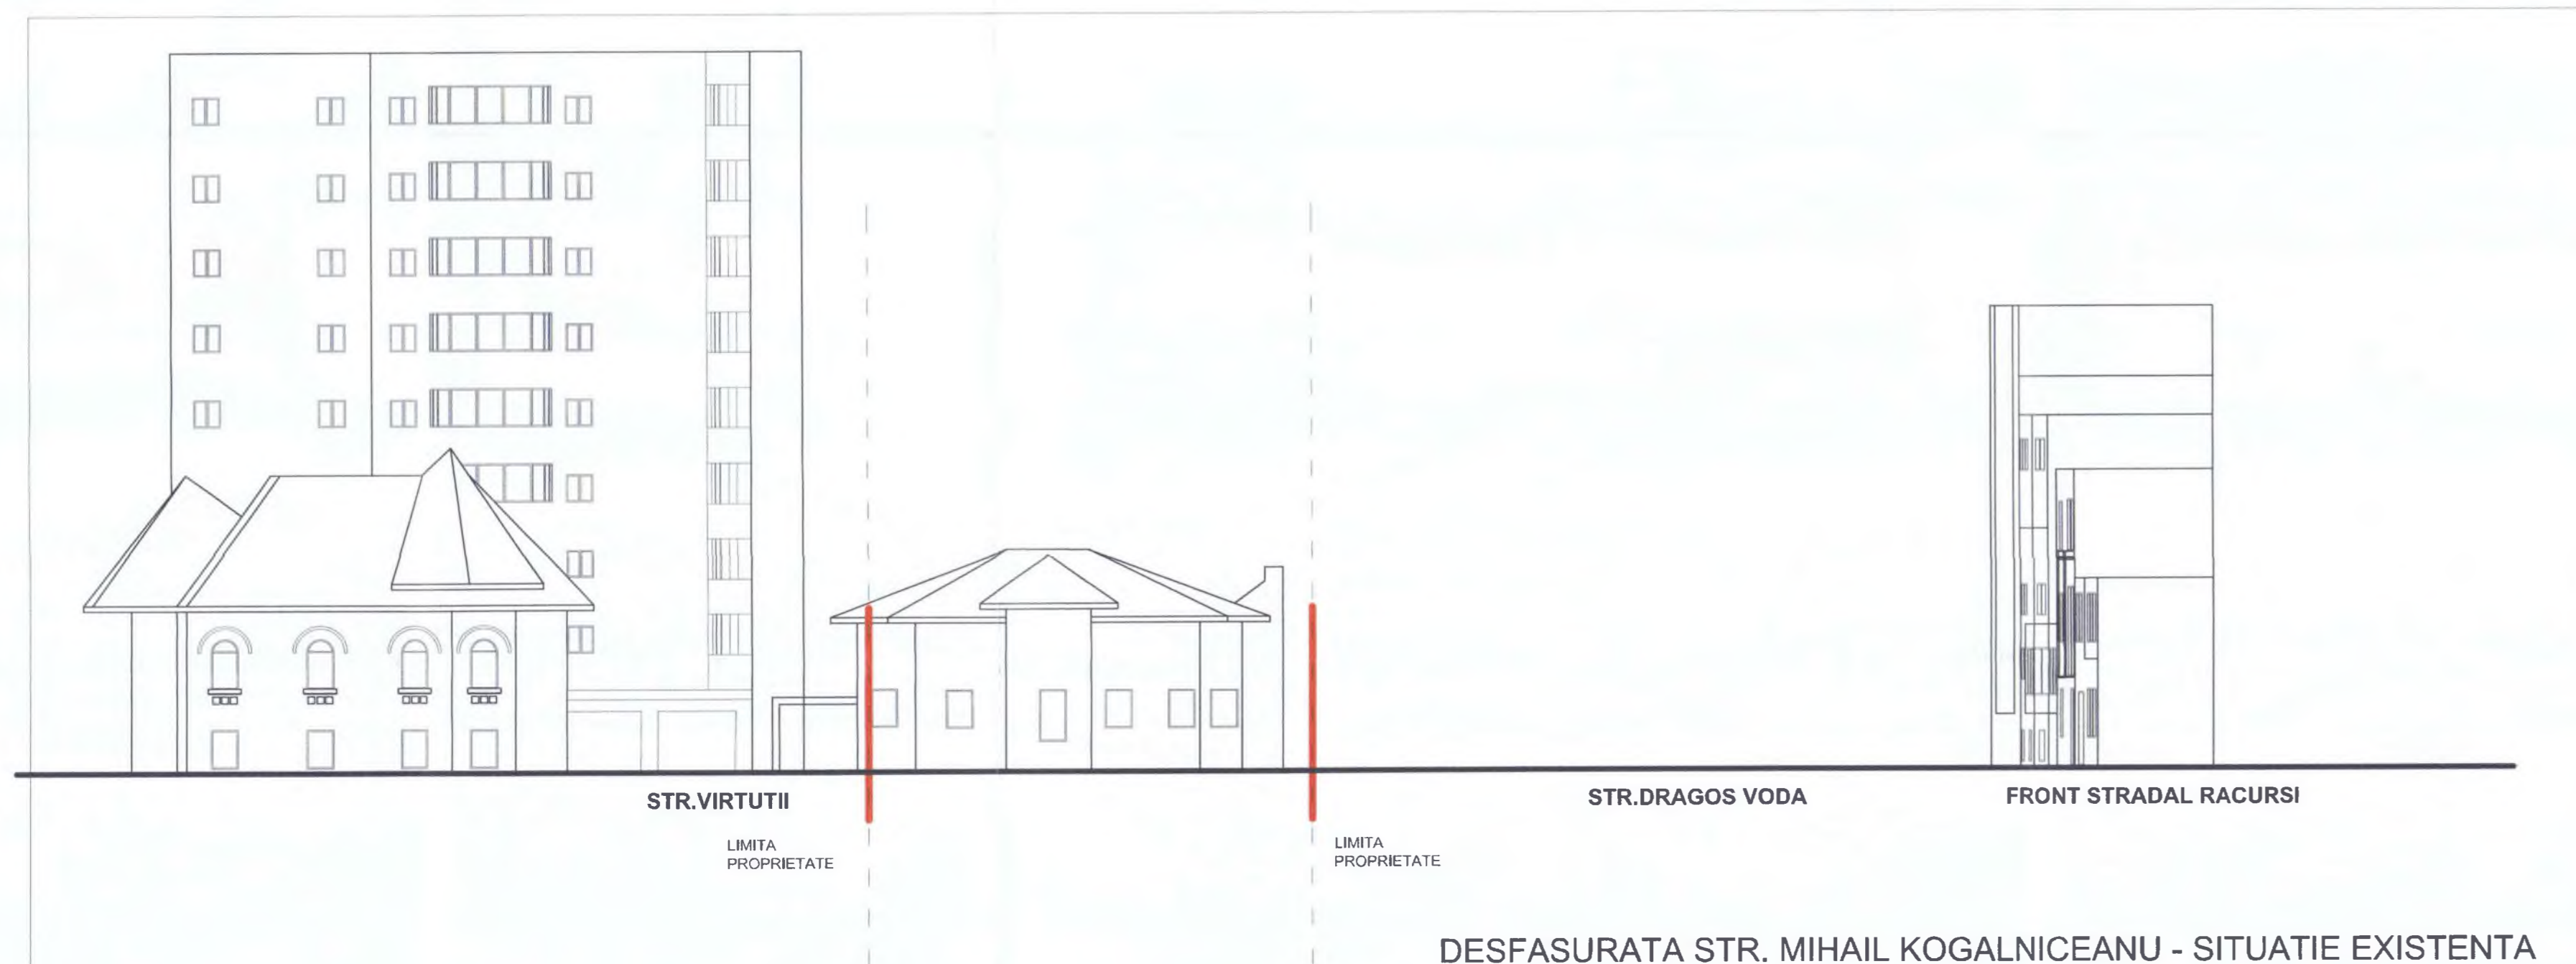 STR.VIRTUTII
STR.DRAGOS VODA
FRONT STRADAL RACURSI
LIMITA
PROPRIETATE
LIMITA
PROPRIETATE
DESFASURATA STR. MIHAIL KOGALNICEANU - SITUATIE EXISTENTA